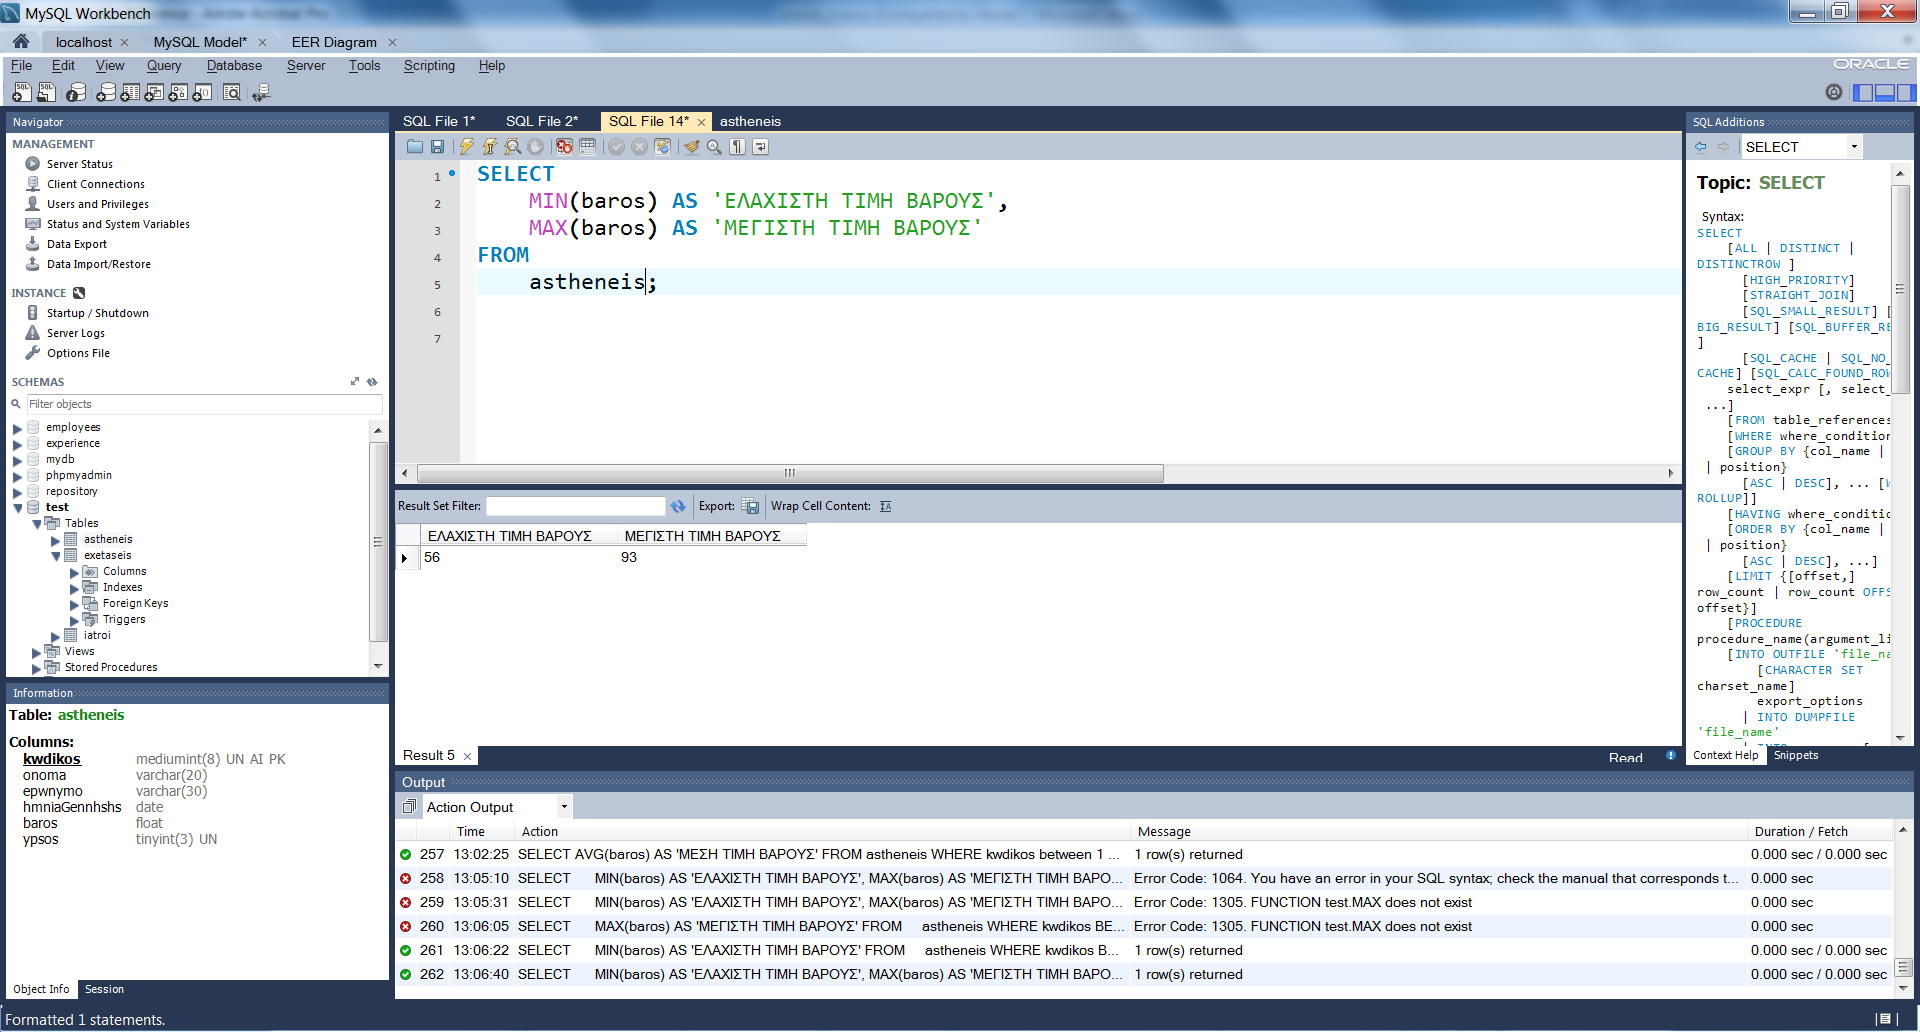 MySQL Workbench
localhost
MySQL Model*
EER Diagram
File Edit View Query Database Server Tools Scripting Help
ORACLE
Navigator
MANAGEMENT
Server Status
Client Connections
Users and Privileges
Status and System Variables
Data Export
Data Import/Restore
INSTANCE
Startup / Shutdown
Server Logs
Options File
SCHEMAS
Filter objects
employees
experience
mydb
phpmyadmin
repository
test
Tables
astheneis
exetaseis
Columns
Indexes
Foreign Keys
Triggers
iatroi
Views
Stored Procedures
Information
Table: astheneis
Columns:
kwdikos mediumint(8) UN AI PK
onoma varchar(20)
epwnymo varchar(30)
hmniaGennhshs date
baros float
ypsos tinyint(3) UN
Object Info Session
SQL File 1* SQL File 2* SQL File 14* astheneis
1 SELECT
2 MIN(baros) AS 'ΕΛΑΧΙΣΤΗ ΤΙΜΗ ΒΑΡΟΥΣ',
3 MAX(baros) AS 'ΜΕΓΙΣΤΗ ΤΙΜΗ ΒΑΡΟΥΣ'
4 FROM
5 astheneis;
6
7
Result Set Filter: Export: Wrap Cell Content:
ΕΛΑΧΙΣΤΗ ΤΙΜΗ ΒΑΡΟΥΣ ΜΕΓΙΣΤΗ ΤΙΜΗ ΒΑΡΟΥΣ
56 93
Result 5
Read
Output
Action Output
Time Action Message Duration / Fetch
257 13:02:25 SELECT AVG(baros) AS 'ΜΕΣΗ ΤΙΜΗ ΒΑΡΟΥΣ' FROM astheneis WHERE kwdikos between 1 ... 1 row(s) returned 0.000 sec / 0.000 sec
258 13:05:10 SELECT MIN(baros) AS 'ΕΛΑΧΙΣΤΗ ΤΙΜΗ ΒΑΡΟΥΣ', MAX(baros) AS 'ΜΕΓΙΣΤΗ ΤΙΜΗ ΒΑΡΟ... Error Code: 1064. You have an error in your SQL syntax; check the manual that corresponds t... 0.000 sec
259 13:05:31 SELECT MIN(baros) AS 'ΕΛΑΧΙΣΤΗ ΤΙΜΗ ΒΑΡΟΥΣ', MAX(baros) AS 'ΜΕΓΙΣΤΗ ΤΙΜΗ ΒΑΡΟ... Error Code: 1305. FUNCTION test.MAX does not exist 0.000 sec
260 13:06:05 SELECT MAX(baros) AS 'ΜΕΓΙΣΤΗ ΤΙΜΗ ΒΑΡΟΥΣ' FROM astheneis WHERE kwdikos BE... Error Code: 1305. FUNCTION test.MAX does not exist 0.000 sec
261 13:06:22 SELECT MIN(baros) AS 'ΕΛΑΧΙΣΤΗ ΤΙΜΗ ΒΑΡΟΥΣ' FROM astheneis WHERE kwdikos B... 1 row(s) returned 0.000 sec / 0.000 sec
262 13:06:40 SELECT MIN(baros) AS 'ΕΛΑΧΙΣΤΗ ΤΙΜΗ ΒΑΡΟΥΣ', MAX(baros) AS 'ΜΕΓΙΣΤΗ ΤΙΜΗ ΒΑΡΟ... 1 row(s) returned 0.000 sec / 0.000 sec
SQL Additions
SELECT
Topic: SELECT
Syntax:
SELECT
[ALL | DISTINCT |
DISTINCTROW ]
[HIGH_PRIORITY]
[STRAIGHT_JOIN]
[SQL_SMALL_RESULT] [
BIG_RESULT] [SQL_BUFFER_RE
]
[SQL_CACHE | SQL_NO_
CACHE] [SQL_CALC_FOUND_ROW
select_expr [, select_
...]
[FROM table_references
[WHERE where_condition
[GROUP BY {col_name |
| position}
[ASC | DESC], ... [W
ROLLUP]]
[HAVING where_conditio
[ORDER BY {col_name |
| position}
[ASC | DESC], ...]
[LIMIT {[offset,]
row_count | row_count OFFS
offset}]
[PROCEDURE
procedure_name(argument_li
[INTO OUTFILE 'file_na
[CHARACTER SET
charset_name]
export_options
| INTO DUMPFILE
'file_name'
Context Help Snippets
Formatted 1 statements.